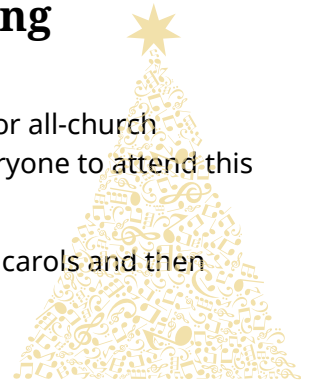 ng
or all-church
ryone to attend this
carols and then